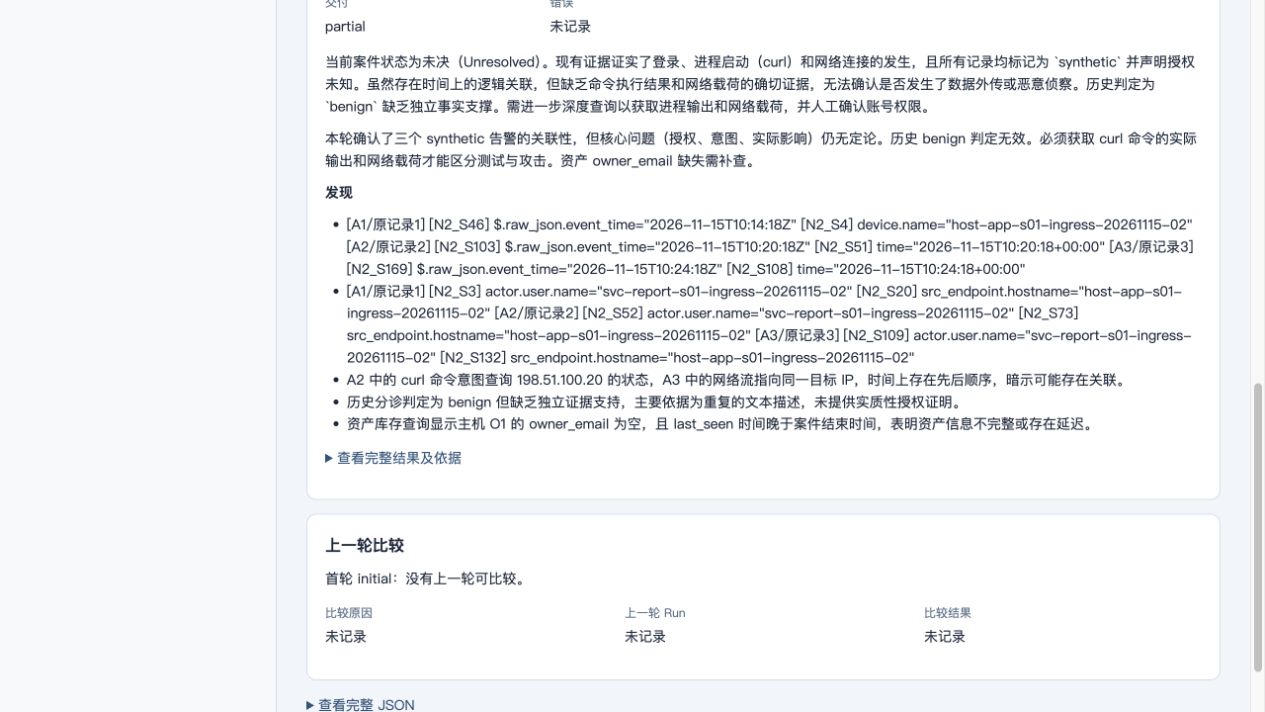 交付 错误
partial 未记录
当前案件状态为未决（Unresolved）。现有证据证实了登录、进程启动（curl）和网络连接的发生，且所有记录均标记为 `synthetic` 并声明授权
未知。虽然存在时间上的逻辑关联，但缺乏命令执行结果和网络载荷的确切证据，无法确认是否发生了数据外传或恶意侦察。历史判定为
`benign` 缺乏独立事实支撑。需进一步深度查询以获取进程输出和网络载荷，并人工确认账号权限。
本轮确认了三个 synthetic 告警的关联性，但核心问题（授权、意图、实际影响）仍无定论。历史 benign 判定无效。必须获取 curl 命令的实际
输出和网络载荷才能区分测试与攻击。资产 owner_email 缺失需补查。
发现
• [A1/原记录1] [N2_S46] $.raw_json.event_time="2026-11-15T10:14:18Z" [N2_S4] device.name="host-app-s01-ingress-20261115-02"
[A2/原记录2] [N2_S103] $.raw_json.event_time="2026-11-15T10:20:18Z" [N2_S51] time="2026-11-15T10:20:18+00:00" [A3/原记录3]
[N2_S169] $.raw_json.event_time="2026-11-15T10:24:18Z" [N2_S108] time="2026-11-15T10:24:18+00:00"
• [A1/原记录1] [N2_S3] actor.user.name="svc-report-s01-ingress-20261115-02" [N2_S20] src_endpoint.hostname="host-app-s01-
ingress-20261115-02" [A2/原记录2] [N2_S52] actor.user.name="svc-report-s01-ingress-20261115-02" [N2_S73]
src_endpoint.hostname="host-app-s01-ingress-20261115-02" [A3/原记录3] [N2_S109] actor.user.name="svc-report-s01-ingress-
20261115-02" [N2_S132] src_endpoint.hostname="host-app-s01-ingress-20261115-02"
• A2 中的 curl 命令意图查询 198.51.100.20 的状态，A3 中的网络流指向同一目标 IP，时间上存在先后顺序，暗示可能存在关联。
• 历史分诊判定为 benign 但缺乏独立证据支持，主要依据为重复的文本描述，未提供实质性授权证明。
• 资产库存查询显示主机 O1 的 owner_email 为空，且 last_seen 时间晚于案件结束时间，表明资产信息不完整或存在延迟。
▶ 查看完整结果及依据
上一轮比较
首轮 initial：没有上一轮可比较。
比较原因 上一轮 Run 比较结果
未记录 未记录 未记录
▶ 查看完整 JSON